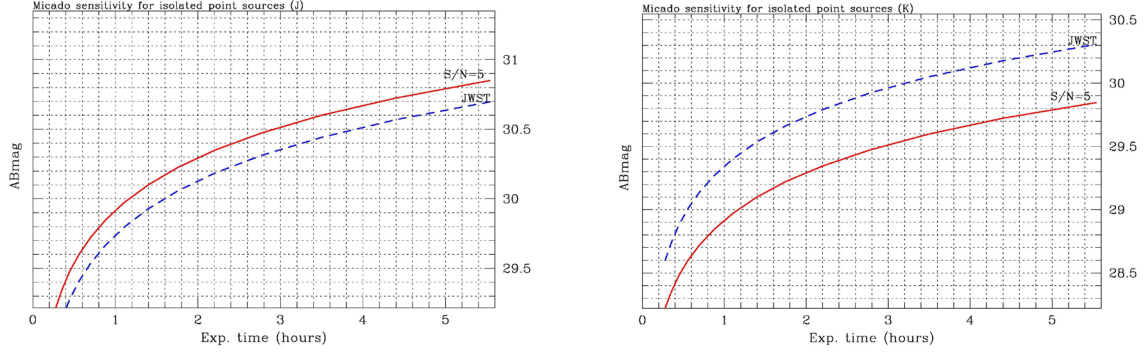 Micado sensitivity for isolated point sources (J)
31
S/N=5
JWST
30.5
ABmag
30
29.5
0 1 2 3 4 5
Exp. time (hours)
Micado sensitivity for isolated point sources (K)
30.5
JWST
30
S/N=5
29.5
ABmag
29
28.5
0 1 2 3 4 5
Exp. time (hours)